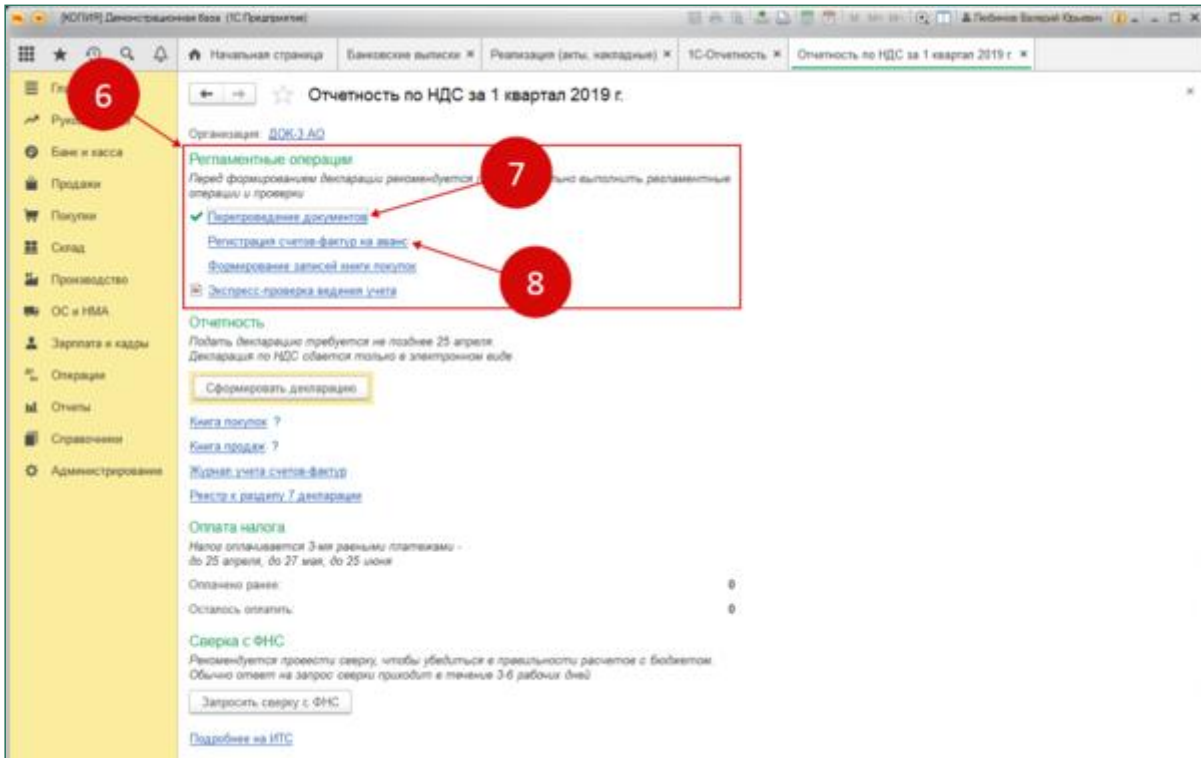 [КОПИЯ] Демонстрационная база (1С:Предприятие)
M M+ M-
Любимов Валерий Юрьевич
Начальная страница
Банковские выписки
Реализация (акты, накладные)
1С-Отчетность
Отчетность по НДС за 1 квартал 2019 г.
6
Банк и касса
Продажи
Покупки
Склад
Производство
ОС и НМА
Зарплата и кадры
Операции
Отчеты
Справочники
Администрирование
Отчетность по НДС за 1 квартал 2019 г.
Организация: ДОК-3 АО
Регламентные операции
Перед формированием декларации рекомендуется выполнить регламентные
операции и проверки
7
Перепроведение документов
Регистрация счетов-фактур на аванс
Формирование записей книги покупок
8
Экспресс-проверка ведения учета
Отчетность
Подать декларацию требуется не позднее 25 апреля
Декларация по НДС сдается только в электронном виде
Сформировать декларацию
Книга покупок ?
Книга продаж ?
Журнал учета счетов-фактур
Реестр к разделу 7 декларации
Оплата налога
Налог оплачивается 3-мя равными платежами -
до 25 апреля, до 27 мая, до 25 июня
Оплачено ранее: 0
Осталось оплатить: 0
Сверка с ФНС
Рекомендуется провести сверку, чтобы убедиться в правильности расчетов с бюджетом.
Обычно ответ на запрос сверки приходит в течение 3-6 рабочих дней
Запросить сверку с ФНС
Подробнее на ИТС